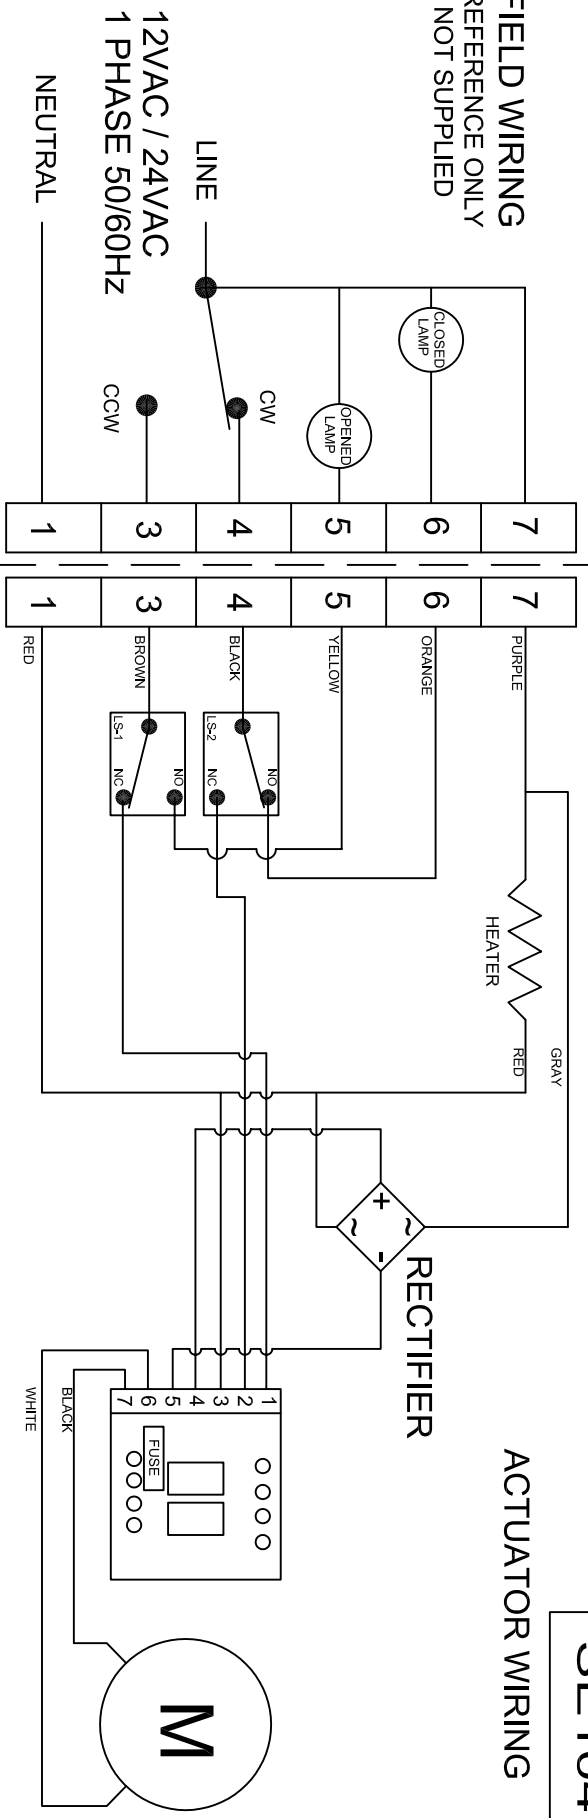 FIELD WIRING
REFERENCE ONLY
NOT SUPPLIED
LINE
12VAC / 24VAC
1 PHASE 50/60Hz
NEUTRAL
CLOSED
LAMP
OPENED
LAMP
CW
CCW
7
6
5
4
3
1
7
6
5
4
3
1
PURPLE
ORANGE
YELLOW
BLACK
BROWN
RED
LS-2
NO
NC
LS-1
NO
NC
HEATER
GRAY
RED
+
~
~
-
RECTIFIER
ACTUATOR WIRING
1
2
3
4
5
6
7
FUSE
BLACK
WHITE
M